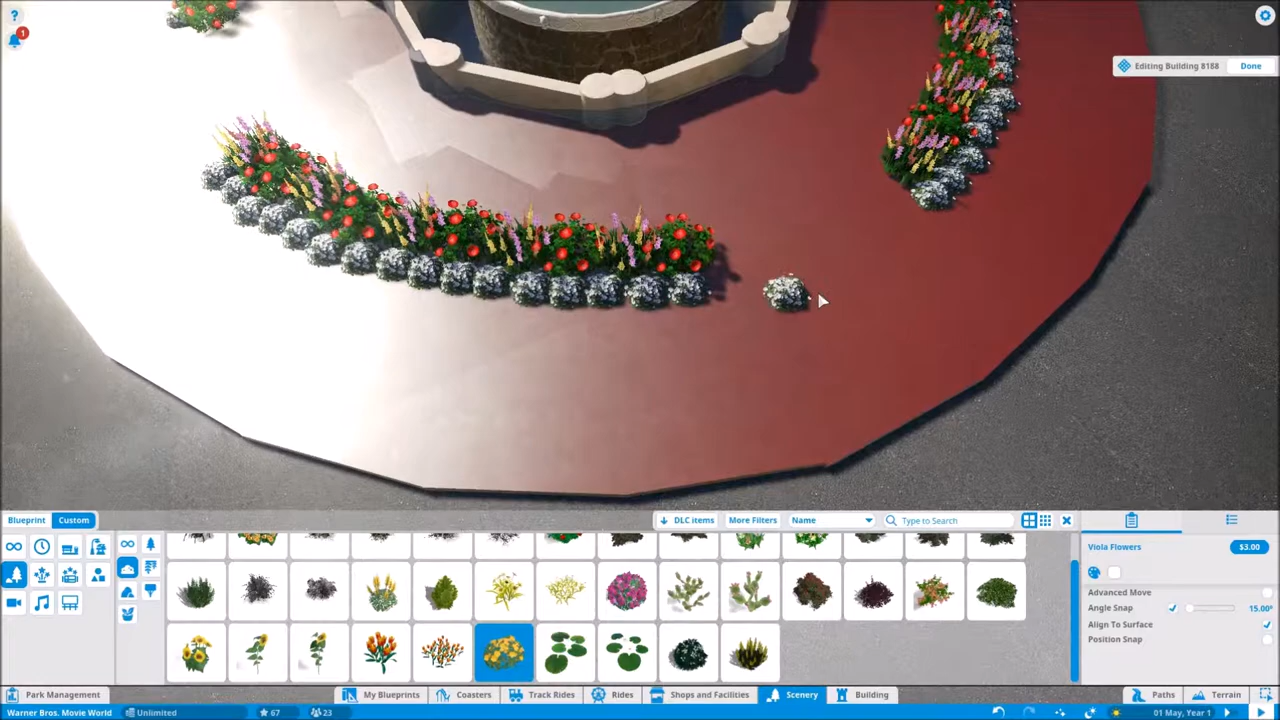 ?
1
Editing Building 8188
Done
Blueprint
Custom
DLC items
More Filters
Name
Type to Search
Viola Flowers
$3.00
Advanced Move
Angle Snap
15.00°
Align To Surface
Position Snap
Park Management
My Blueprints
Coasters
Track Rides
Rides
Shops and Facilities
Scenery
Building
Paths
Terrain
Warner Bros. Movie World
Unlimited
67
23
01 May, Year 1